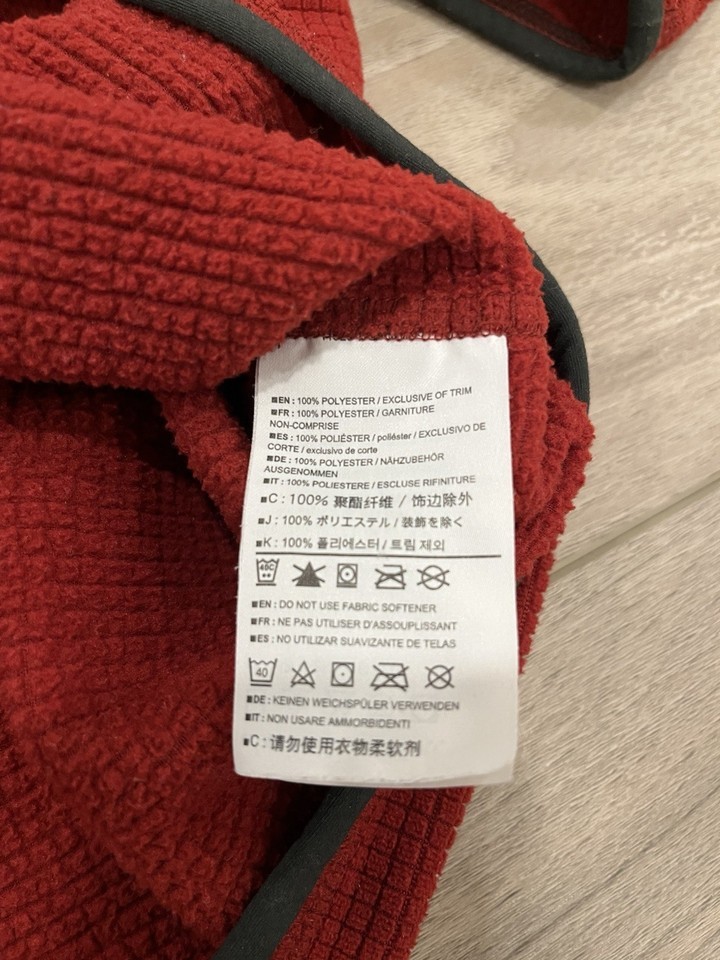 EN : 100% POLYESTER / EXCLUSIVE OF TRIM
FR : 100% POLYESTER / GARNITURE
NON-COMPRISE
ES : 100% POLIÉSTER / poliéster / EXCLUSIVO DE
CORTE / exclusivo de corte
DE : 100% POLYESTER / NÄHZUBEHÖR
AUSGENOMMEN
IT : 100% POLIESTERE / ESCLUSE RIFINITURE
C : 100% 聚酯纤维 / 饰边除外
J : 100% ポリエステル / 装飾を除く
K : 100% 폴리에스터 / 트림 제외
40C
EN : DO NOT USE FABRIC SOFTENER
FR : NE PAS UTILISER D'ASSOUPLISSANT
ES : NO UTILIZAR SUAVIZANTE DE TELAS
40
DE : KEINEN WEICHSPÜLER VERWENDEN
IT : NON USARE AMMORBIDENTI
C : 请勿使用衣物柔软剂